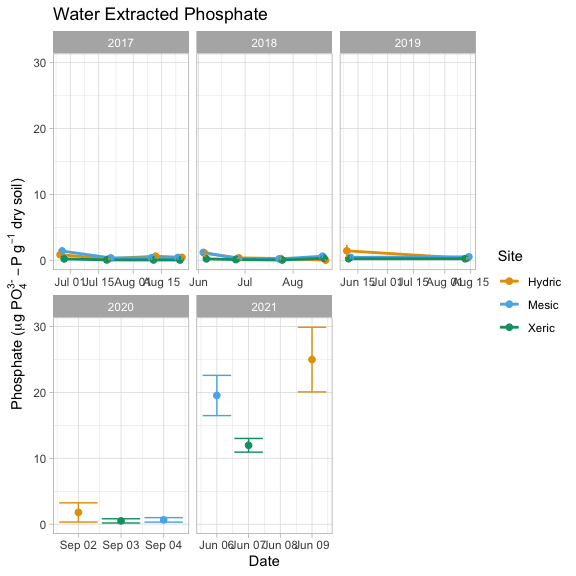 Water Extracted Phosphate
2017 2018 2019
30
20
10
0
Jul 01 Jul 15 Aug 01 Aug 15 Jun Jul Aug Jun 15 Jul 01 Jul 15 Aug 01 Aug 15
2020 2021
30
20
10
0
Sep 02 Sep 03 Sep 04 Jun 06 Jun 07 Jun 08 Jun 09
Date
Phosphate (μg PO₄³⁻ − P g⁻¹ dry soil)
Site
Hydric
Mesic
Xeric